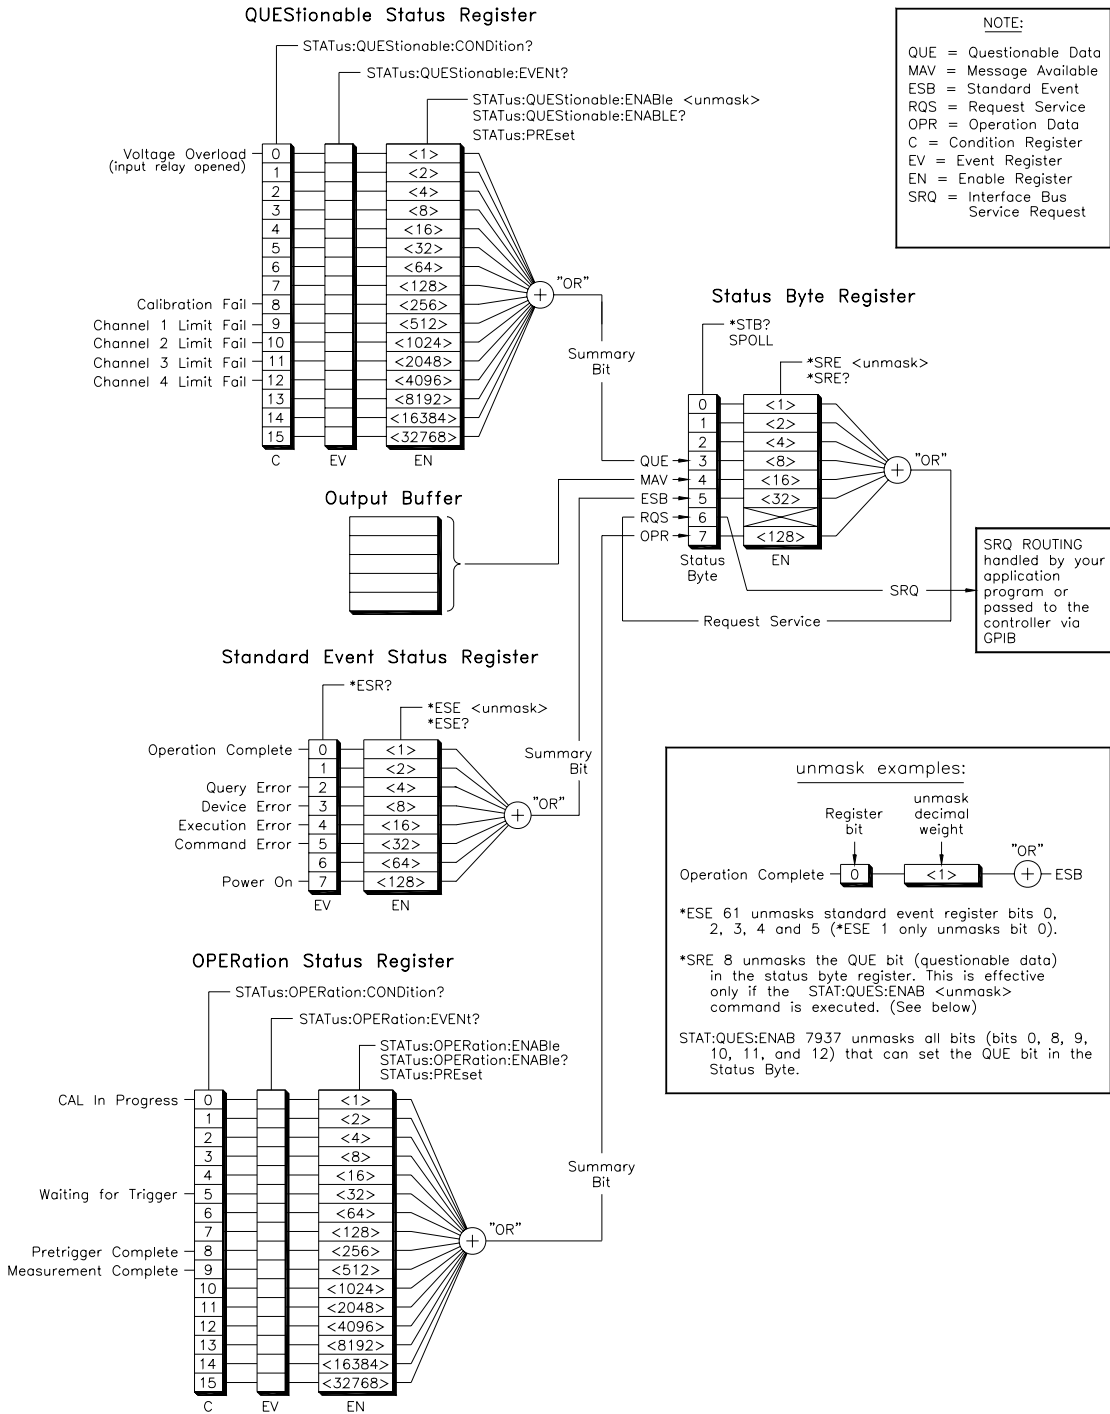 QUEStionable Status Register
STATus:QUEStionable:CONDition?
STATus:QUEStionable:EVENt?
STATus:QUEStionable:ENABle <unmask>
STATus:QUEStionable:ENABLE?
STATus:PREset
Voltage Overload
(input relay opened)
0 <1>
1 <2>
2 <4>
3 <8>
4 <16>
5 <32>
6 <64>
7 <128>
Calibration Fail 8 <256>
Channel 1 Limit Fail 9 <512>
Channel 2 Limit Fail 10 <1024>
Channel 3 Limit Fail 11 <2048>
Channel 4 Limit Fail 12 <4096>
13 <8192>
14 <16384>
15 <32768>
C EV EN
+ "OR"
Summary
Bit
NOTE:
QUE = Questionable Data
MAV = Message Available
ESB = Standard Event
RQS = Request Service
OPR = Operation Data
C = Condition Register
EV = Event Register
EN = Enable Register
SRQ = Interface Bus
Service Request
Status Byte Register
*STB?
SPOLL
*SRE <unmask>
*SRE?
0 <1>
1 <2>
2 <4>
QUE 3 <8>
MAV 4 <16>
ESB 5 <32>
RQS 6
OPR 7 <128>
Status
Byte
EN
+ "OR"
SRQ
Request Service
SRQ ROUTING
handled by your
application
program or
passed to the
controller via
GPIB
Output Buffer
Standard Event Status Register
*ESR?
*ESE <unmask>
*ESE?
Operation Complete 0 <1>
1 <2>
Query Error 2 <4>
Device Error 3 <8>
Execution Error 4 <16>
Command Error 5 <32>
6 <64>
Power On 7 <128>
EV EN
+ "OR"
Summary
Bit
unmask examples:
Register
bit
unmask
decimal
weight
Operation Complete 0 <1> + "OR" ESB
*ESE 61 unmasks standard event register bits 0,
2, 3, 4 and 5 (*ESE 1 only unmasks bit 0).
*SRE 8 unmasks the QUE bit (questionable data)
in the status byte register. This is effective
only if the STAT:QUES:ENAB <unmask>
command is executed. (See below)
STAT:QUES:ENAB 7937 unmasks all bits (bits 0, 8, 9,
10, 11, and 12) that can set the QUE bit in the
Status Byte.
OPERation Status Register
STATus:OPERation:CONDition?
STATus:OPERation:EVENt?
STATus:OPERation:ENABle
STATus:OPERation:ENABle?
STATus:PREset
CAL In Progress 0 <1>
1 <2>
2 <4>
3 <8>
4 <16>
Waiting for Trigger 5 <32>
6 <64>
7 <128>
Pretrigger Complete 8 <256>
Measurement Complete 9 <512>
10 <1024>
11 <2048>
12 <4096>
13 <8192>
14 <16384>
15 <32768>
C EV EN
+ "OR"
Summary
Bit